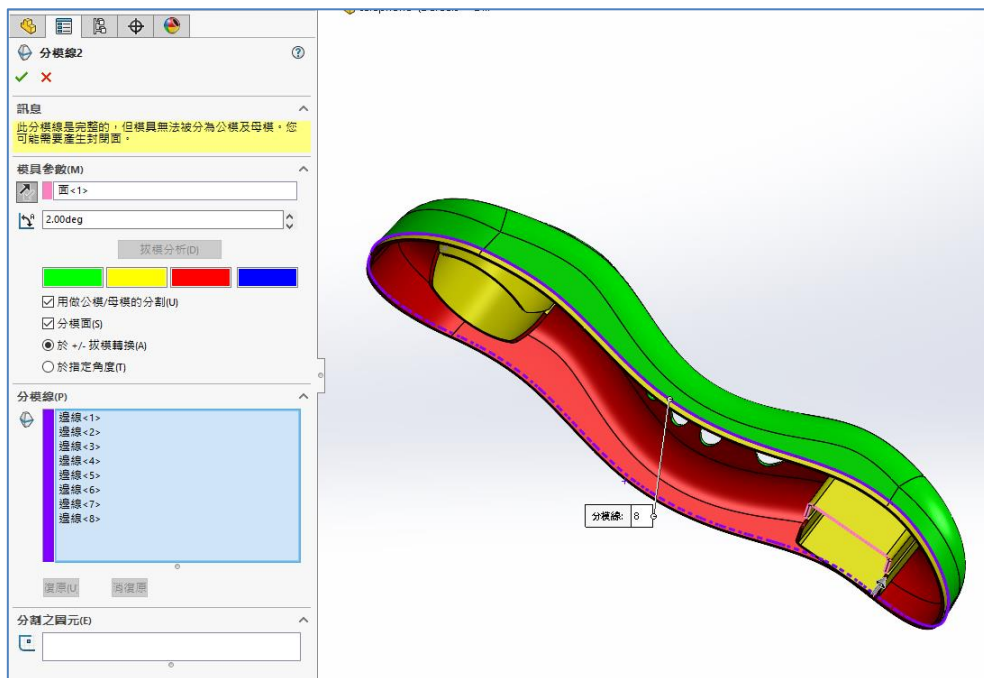 分模線2
訊息
此分模線是完整的，但模具無法被分為公模及母模。您
可能需要產生封閉面。
模具參數(M)
面<1>
2.00deg
拔模分析(D)
用做公模/母模的分割(U)
分模面(S)
於 +/- 拔模轉換(A)
於指定角度(T)
分模線(P)
邊線<1>
邊線<2>
邊線<3>
邊線<4>
邊線<5>
邊線<6>
邊線<7>
邊線<8>
分模線: 8
復原(U
消復原
分割之圖元(E)